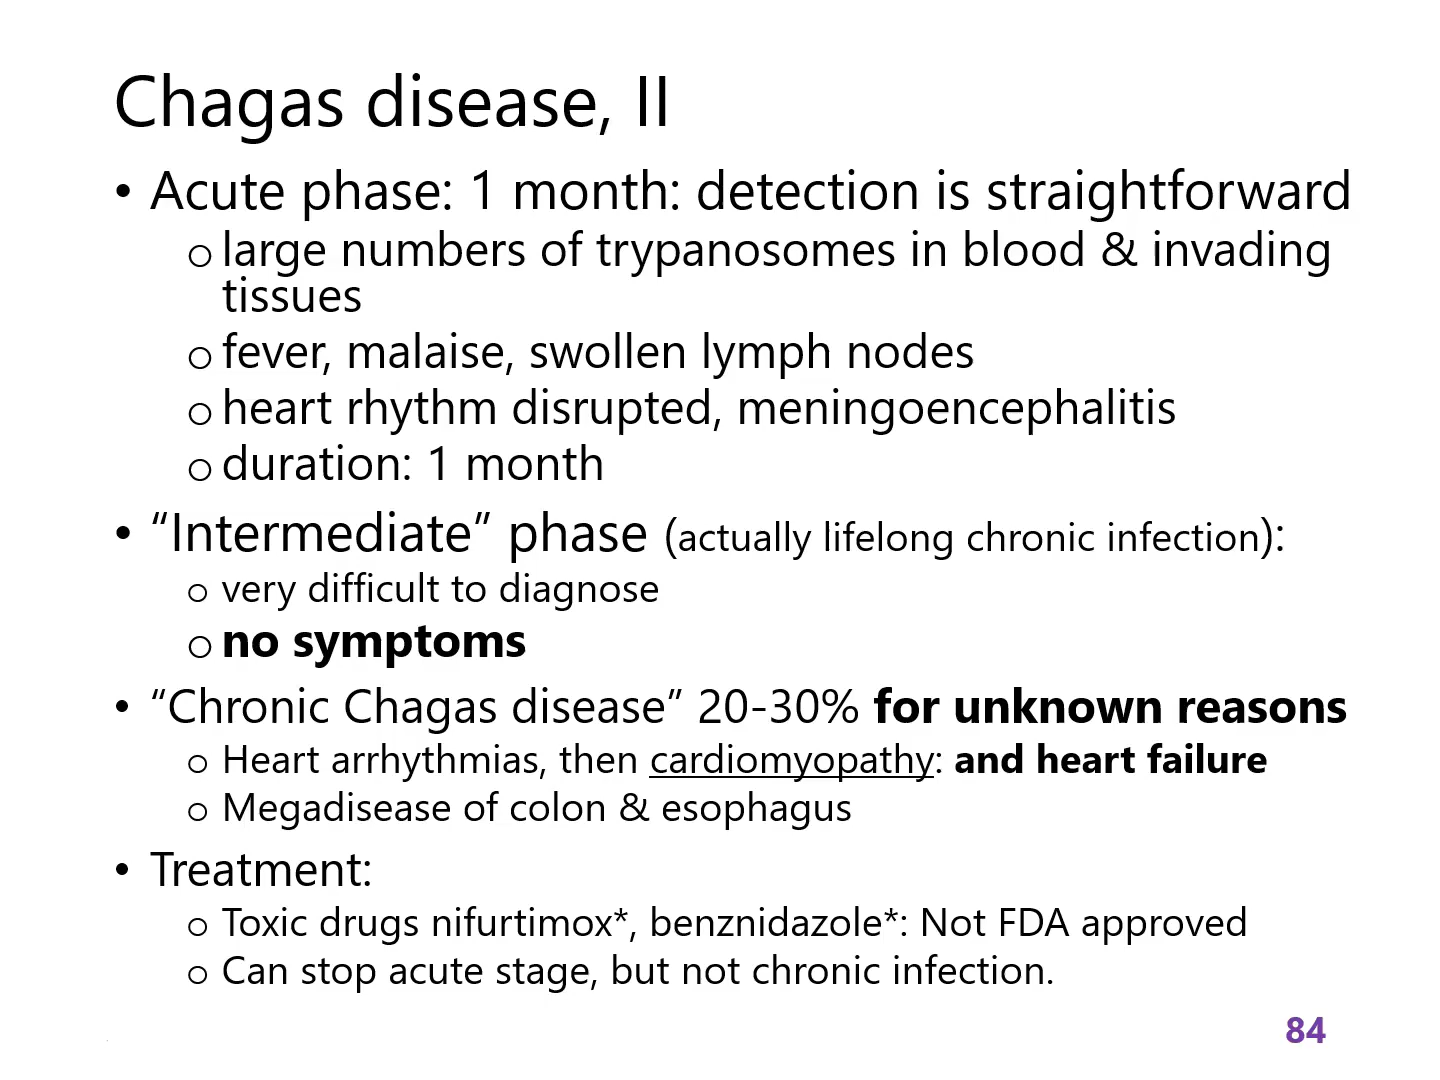 Chagas disease, II
• Acute phase: 1 month: detection is straightforward
o large numbers of trypanosomes in blood & invading
tissues
o fever, malaise, swollen lymph nodes
o heart rhythm disrupted, meningoencephalitis
o duration: 1 month
• “Intermediate” phase (actually lifelong chronic infection):
o very difficult to diagnose
o no symptoms
• “Chronic Chagas disease” 20-30% for unknown reasons
o Heart arrhythmias, then cardiomyopathy: and heart failure
o Megadisease of colon & esophagus
• Treatment:
o Toxic drugs nifurtimox*, benznidazole*: Not FDA approved
o Can stop acute stage, but not chronic infection.
84